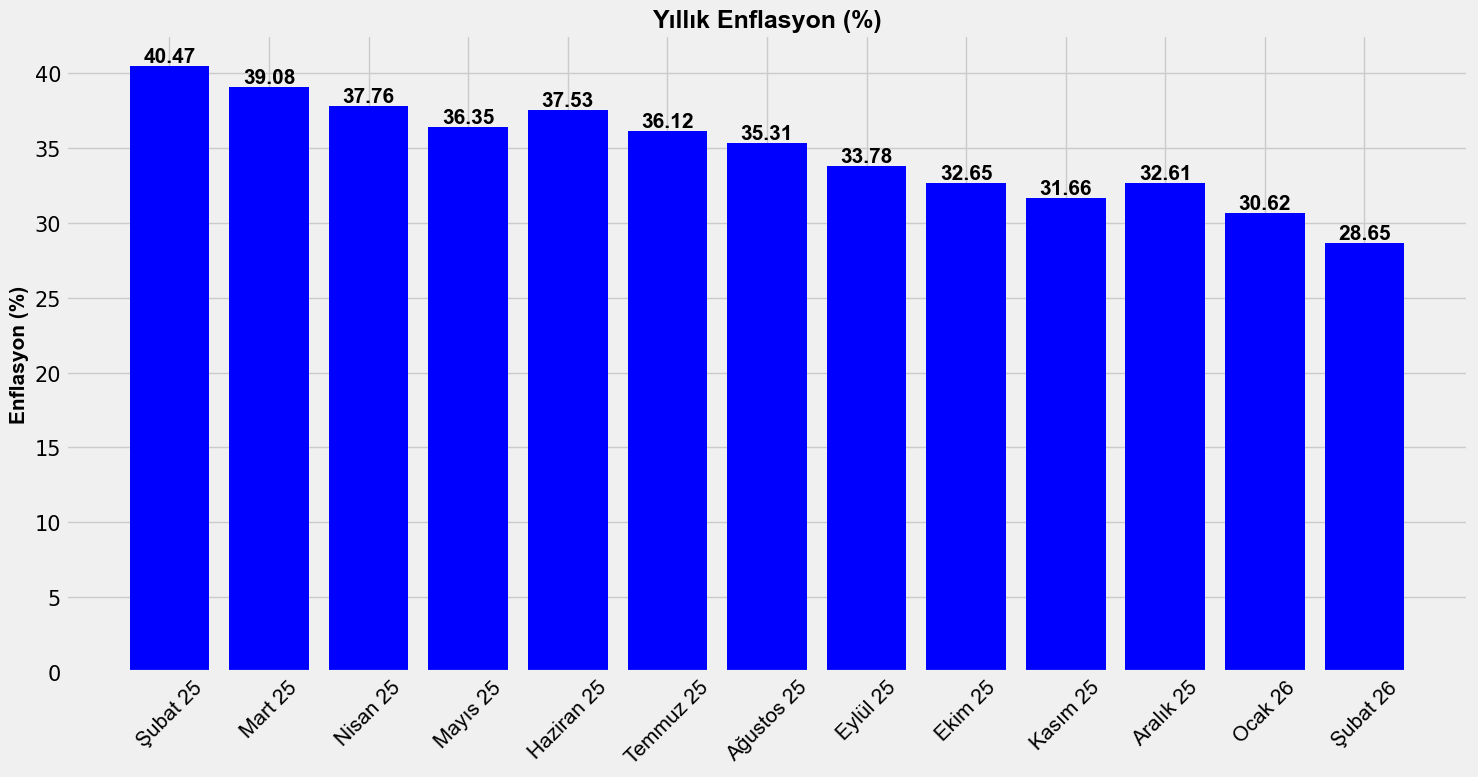 Yıllık Enflasyon (%)
Enflasyon (%)
40
35
30
25
20
15
10
5
0
40.47
39.08
37.76
36.35
37.53
36.12
35.31
33.78
32.65
31.66
32.61
30.62
28.65
Şubat 25
Mart 25
Nisan 25
Mayıs 25
Haziran 25
Temmuz 25
Ağustos 25
Eylül 25
Ekim 25
Kasım 25
Aralık 25
Ocak 26
Şubat 26